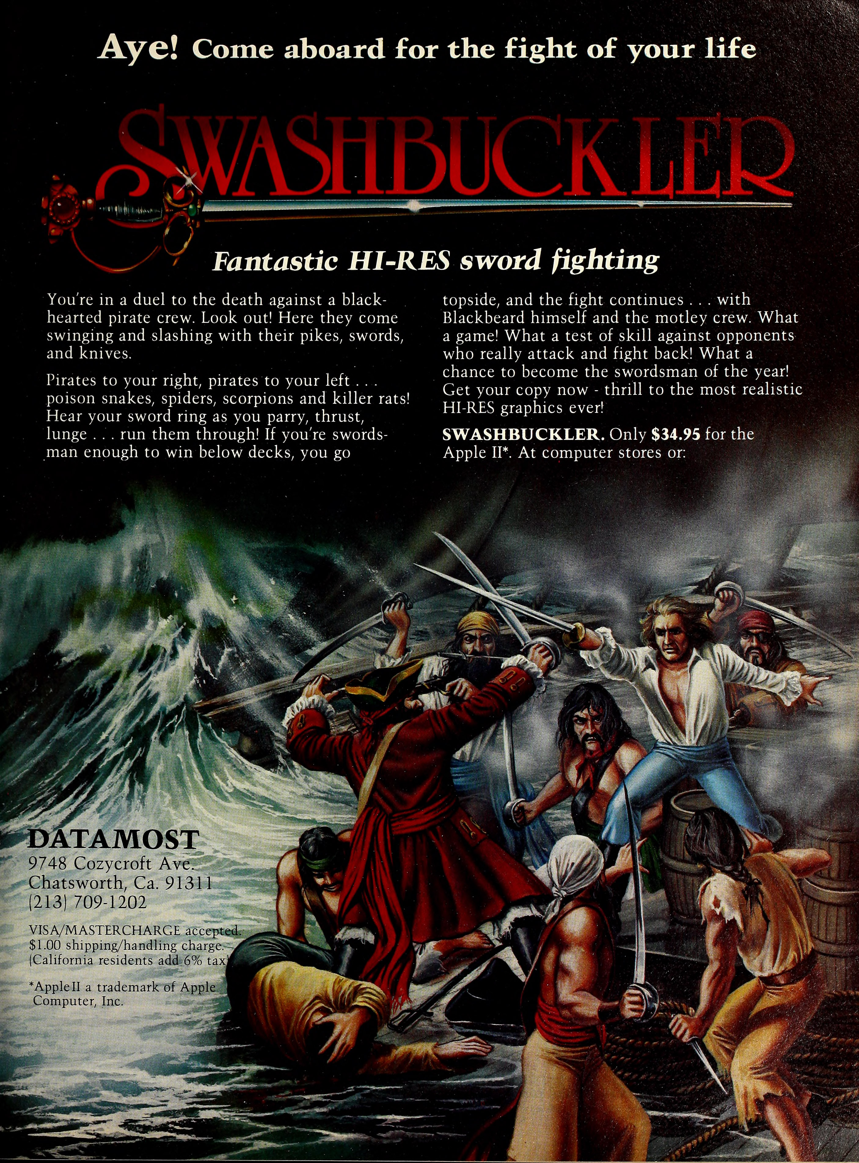 Aye! Come aboard for the fight of your life
SWASHBUCKLER
Fantastic HI-RES sword fighting
You're in a duel to the death against a black-
hearted pirate crew. Look out! Here they come
swinging and slashing with their pikes, swords,
and knives.
Pirates to your right, pirates to your left . . .
poison snakes, spiders, scorpions and killer rats!
Hear your sword ring as you parry, thrust,
lunge . . . run them through! If you're swords-
man enough to win below decks, you go
topside, and the fight continues . . . with
Blackbeard himself and the motley crew. What
a game! What a test of skill against opponents
who really attack and fight back! What a
chance to become the swordsman of the year!
Get your copy now - thrill to the most realistic
HI-RES graphics ever!
SWASHBUCKLER. Only $34.95 for the
Apple II*. At computer stores or:
DATAMOST
9748 Cozycroft Ave.
Chatsworth, Ca. 91311
(213) 709-1202
VISA/MASTERCHARGE accepted.
$1.00 shipping/handling charge.
(California residents add 6% tax)
*Apple II a trademark of Apple
Computer, Inc.